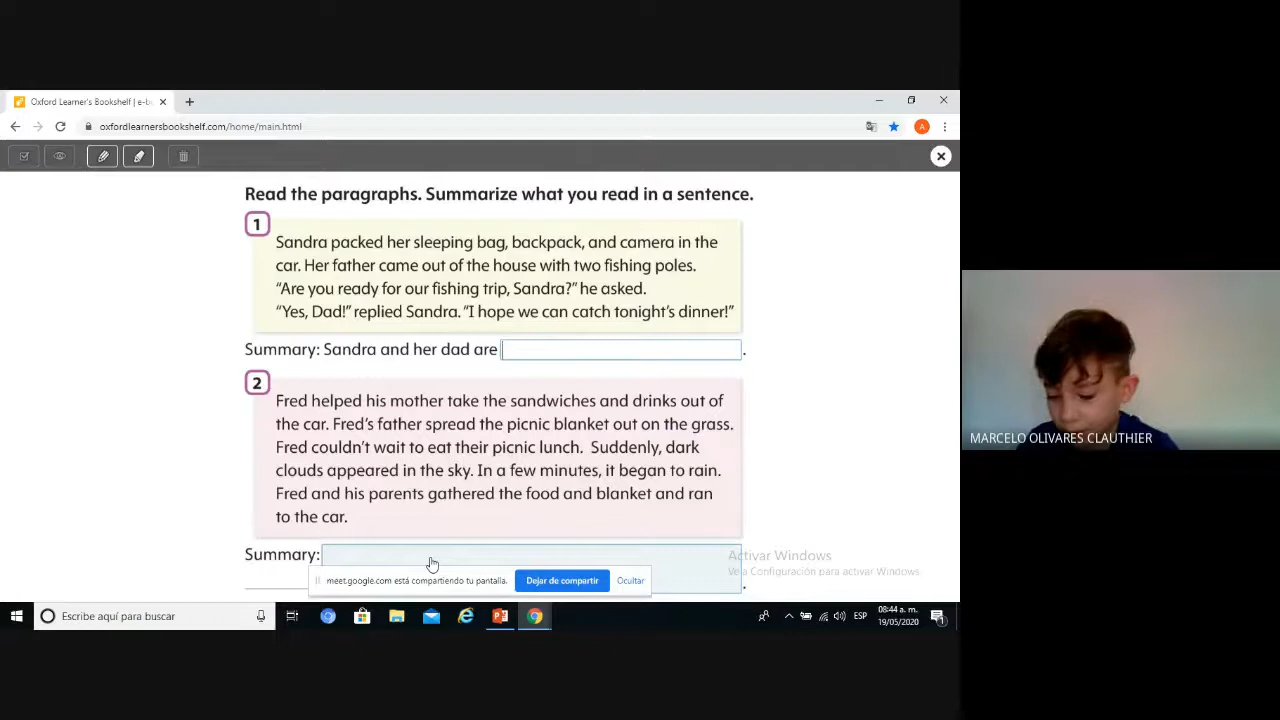 Oxford Learner's Bookshelf | e-b
oxfordlearnersbookshelf.com/home/main.html
A
Read the paragraphs. Summarize what you read in a sentence.
1
Sandra packed her sleeping bag, backpack, and camera in the
car. Her father came out of the house with two fishing poles.
“Are you ready for our fishing trip, Sandra?” he asked.
“Yes, Dad!” replied Sandra. “I hope we can catch tonight’s dinner!”
Summary: Sandra and her dad are .
2
Fred helped his mother take the sandwiches and drinks out of
the car. Fred’s father spread the picnic blanket out on the grass.
Fred couldn’t wait to eat their picnic lunch. Suddenly, dark
clouds appeared in the sky. In a few minutes, it began to rain.
Fred and his parents gathered the food and blanket and ran
to the car.
Summary:
.
Activar Windows
Ve a Configuración para activar Windows.
meet.google.com está compartiendo tu pantalla.
Dejar de compartir
Ocultar
Escribe aquí para buscar
ESP
08:44 a. m.
19/05/2020
1
MARCELO OLIVARES CLAUTHIER